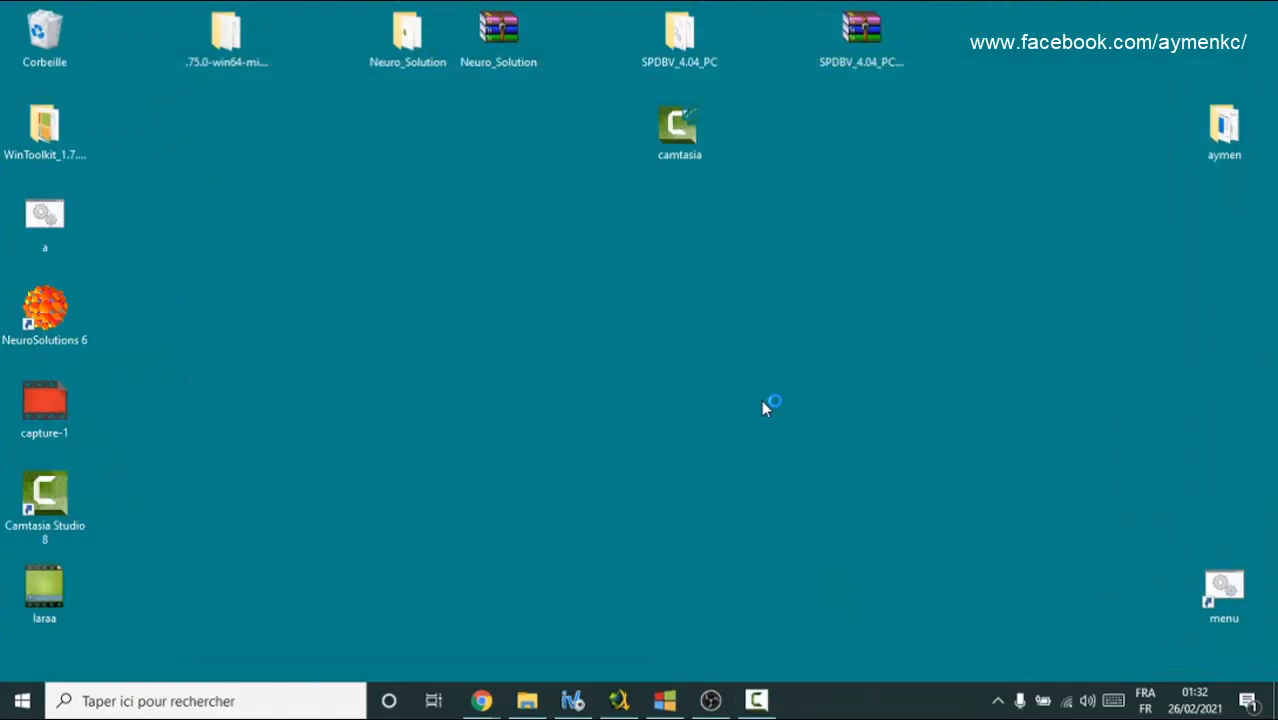 www.facebook.com/aymenkc/
Corbeille
.75.0-win64-mi...
Neuro_Solution
Neuro_Solution
SPDBV_4.04_PC
SPDBV_4.04_PC...
WinToolkit_1.7....
camtasia
aymen
a
NeuroSolutions 6
capture-1
Camtasia Studio
8
laraa
menu
Taper ici pour rechercher
FRA
FR
01:32
26/02/2021
1